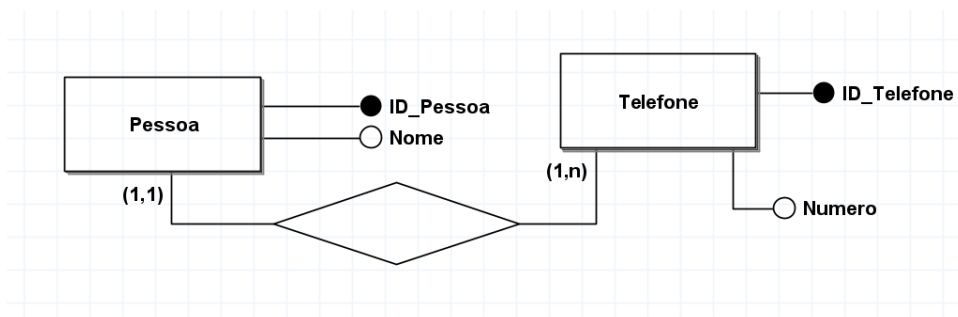 Pessoa
ID_Pessoa
Nome
(1,1)
Telefone
ID_Telefone
(1,n)
Numero